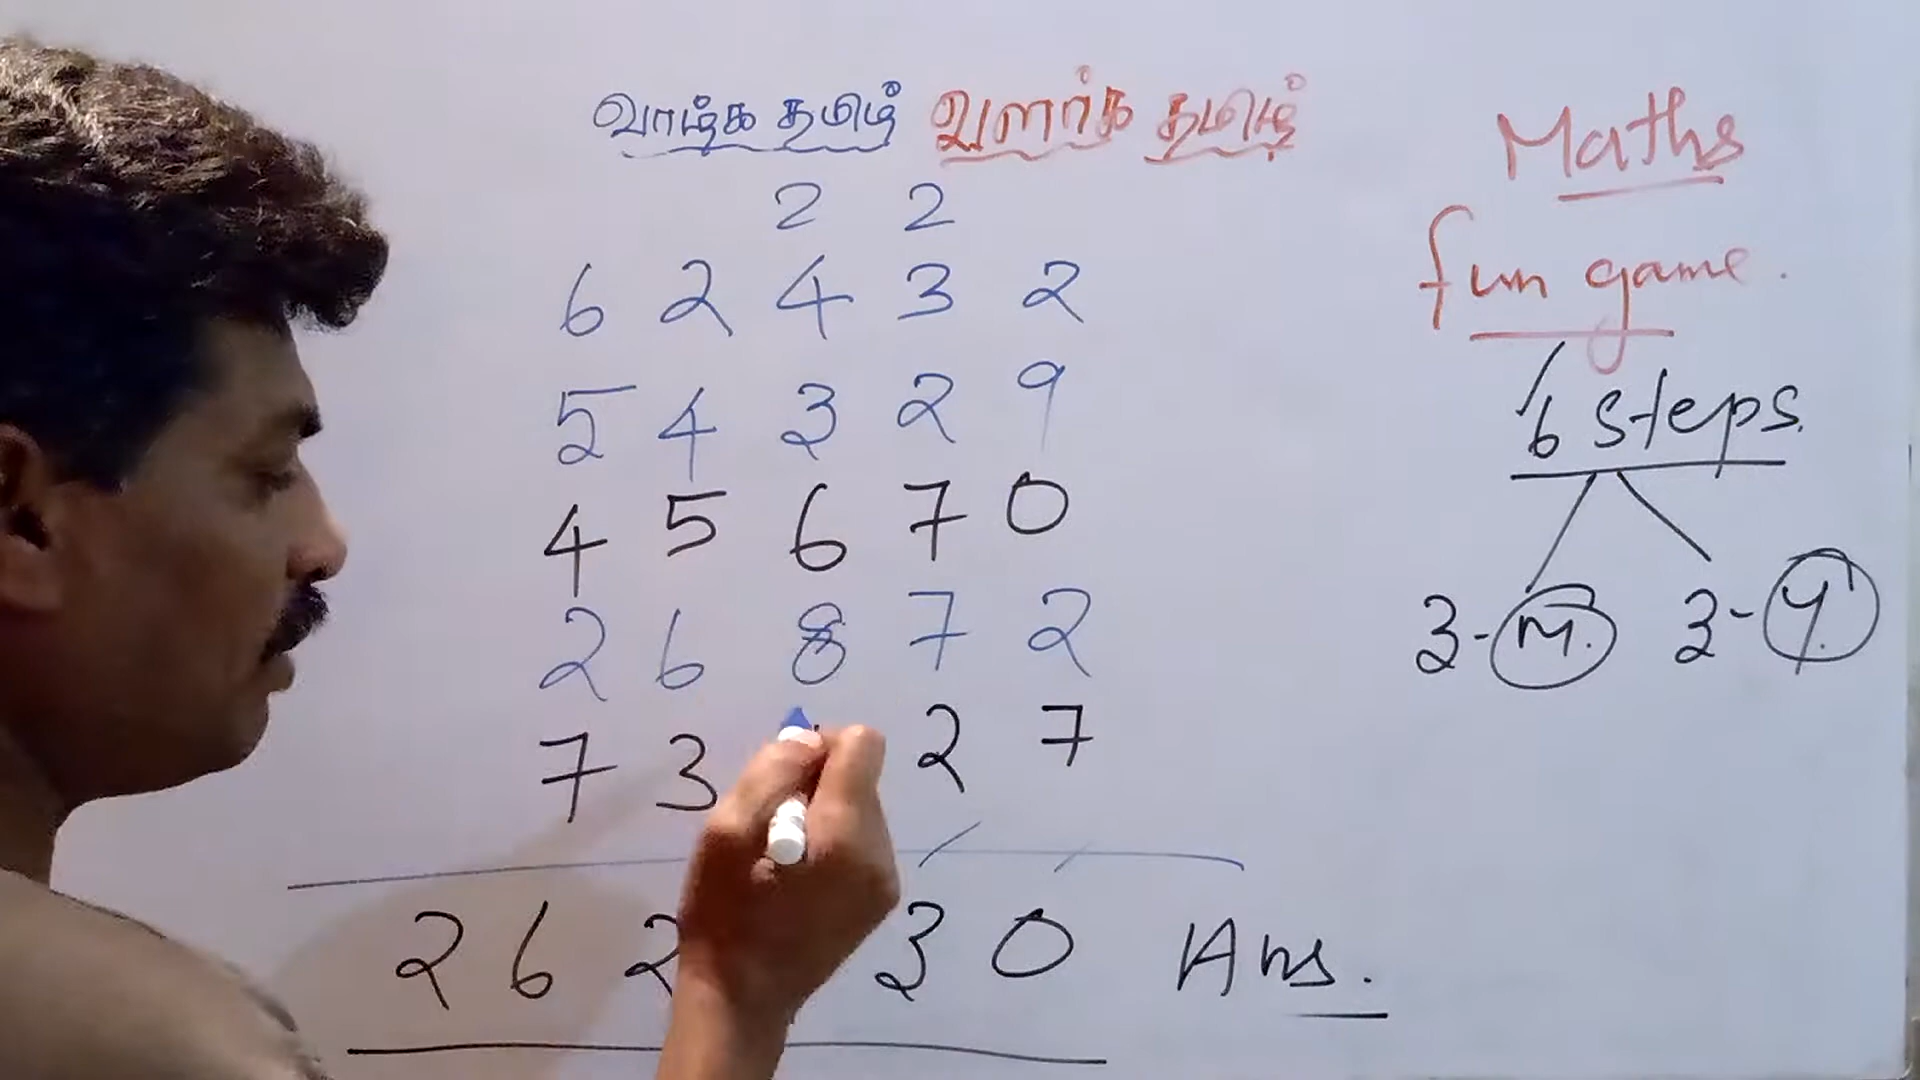 வாழ்க தமிழ் வளர்க தமிழ்
2 2
6 2 4 3 2
5 4 3 2 9
4 5 6 7 0
2 6 8 7 2
7 3 2 7
2 6 2 3 0 Ans.
Maths
fun game.
6 steps.
3-M. 3-Y.